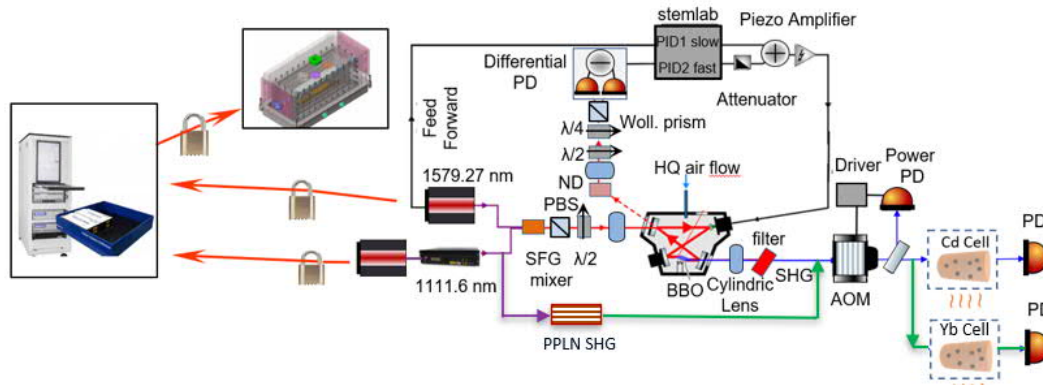 stemlab
Piezo Amplifier
PID1 slow
PID2 fast
Differential
PD
Attenuator
Feed
Forward
λ/4
Woll. prism
λ/2
ND
HQ air flow
Driver
Power
PD
1579.27 nm
PBS
SFG
mixer
λ/2
1111.6 nm
BBO
Cylindric
Lens
filter
SHG
AOM
PPLN SHG
Cd Cell
PD
Yb Cell
PD